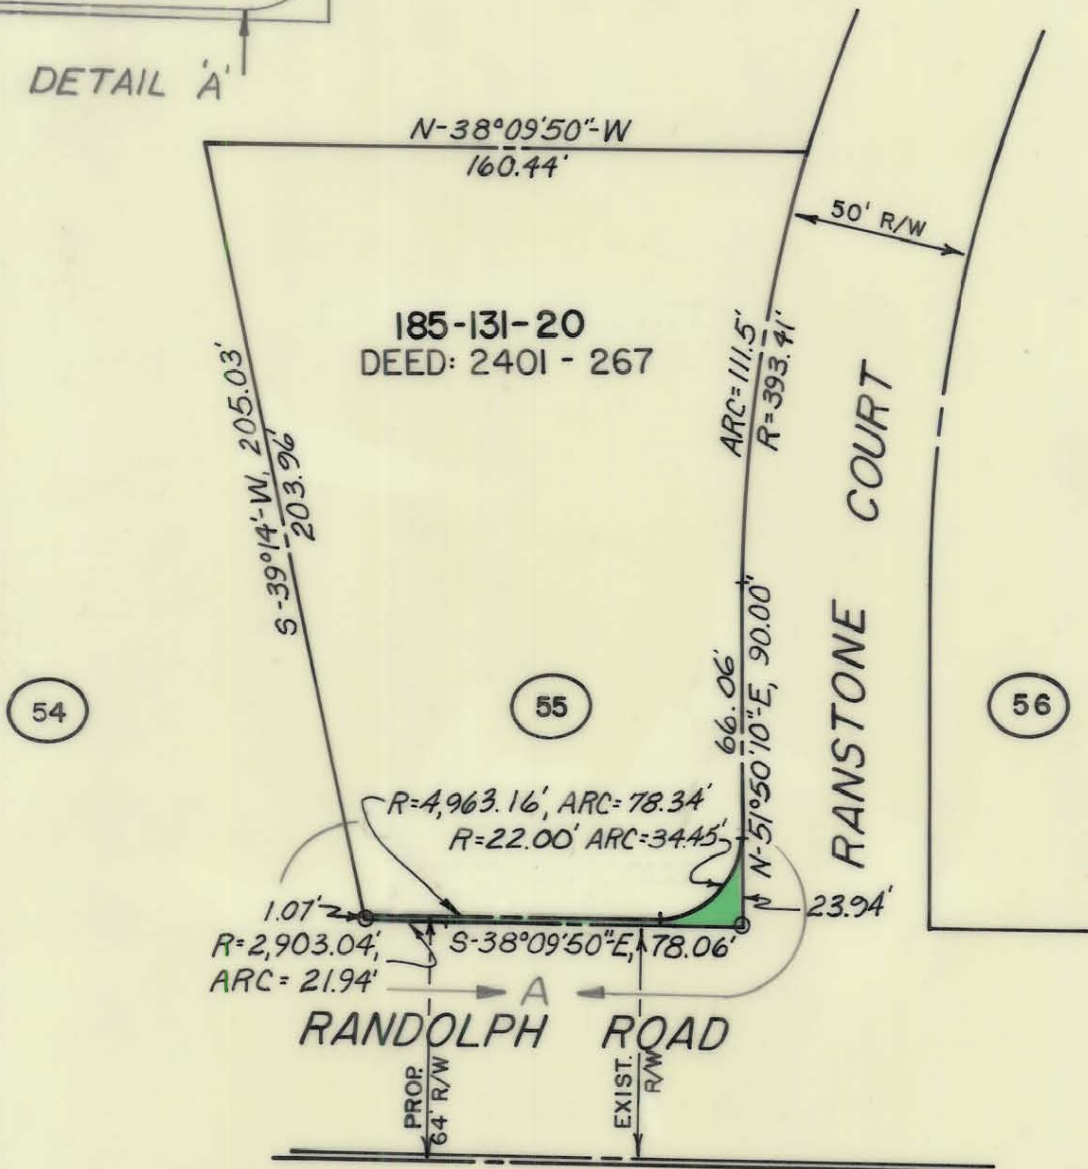 DETAIL 'A'
N-38°09'50"-W
160.44'
50' R/W
185-131-20
DEED: 2401 - 267
S-39°14'-W, 205.03'
203.96'
ARC=111.5'
R=393.41'
RANSTONE COURT
66.06'
N-51°50'10"-E, 90.00"
54
55
56
R=4,963.16', ARC=78.34'
R=22.00' ARC=34.45'
1.07'
23.94'
S-38°09'50"-E, 78.06'
R=2,903.04',
ARC=21.94'
A
RANDOLPH ROAD
PROP.
64' R/W
EXIST.
R/W